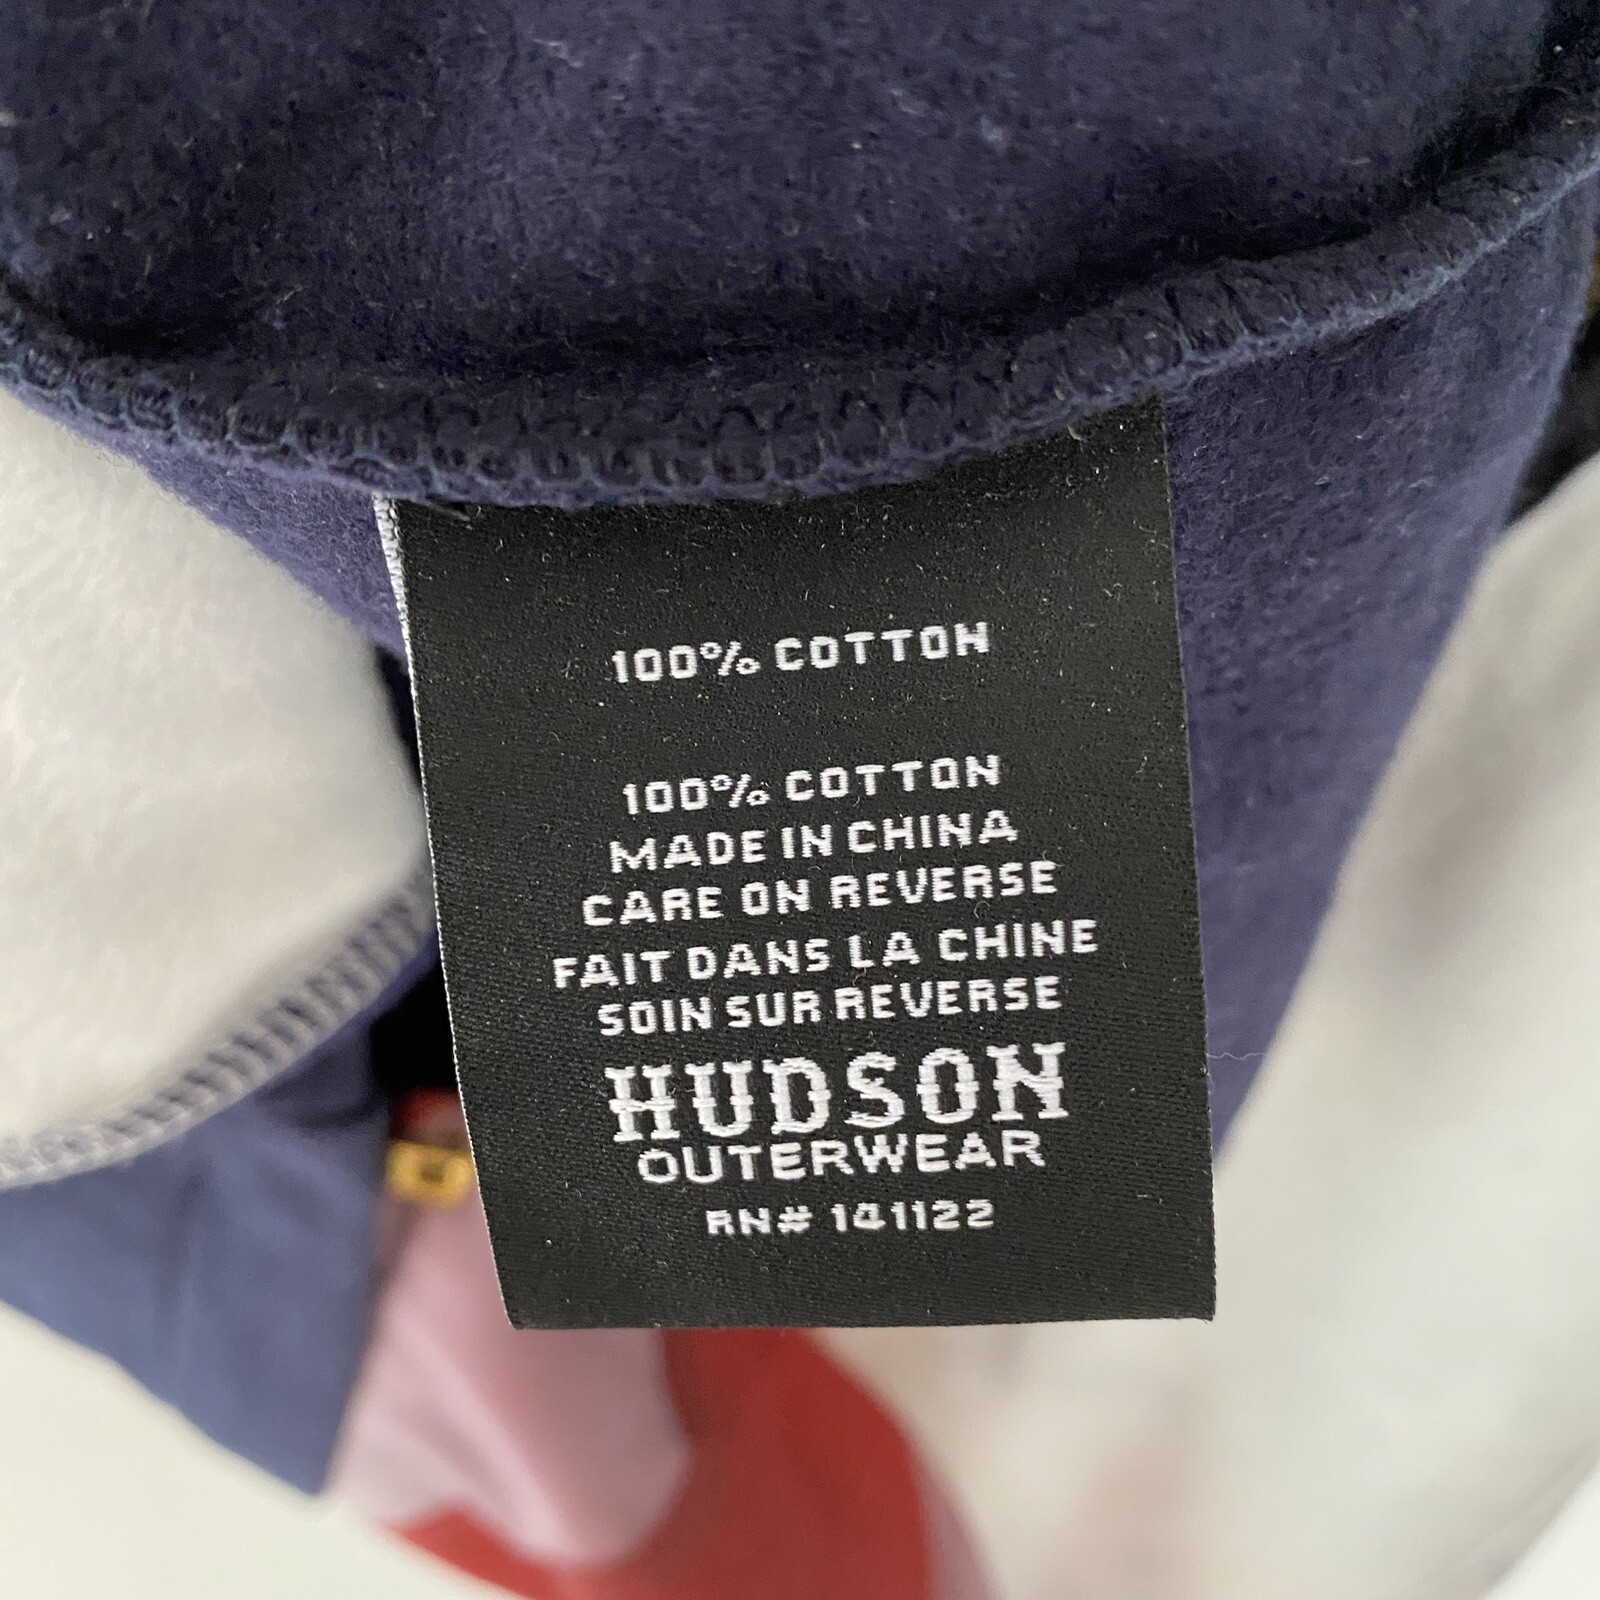 100% COTTON
100% COTTON
MADE IN CHINA
CARE ON REVERSE
FAIT DANS LA CHINE
SOIN SUR REVERSE
HUDSON
OUTERWEAR
RN# 141122